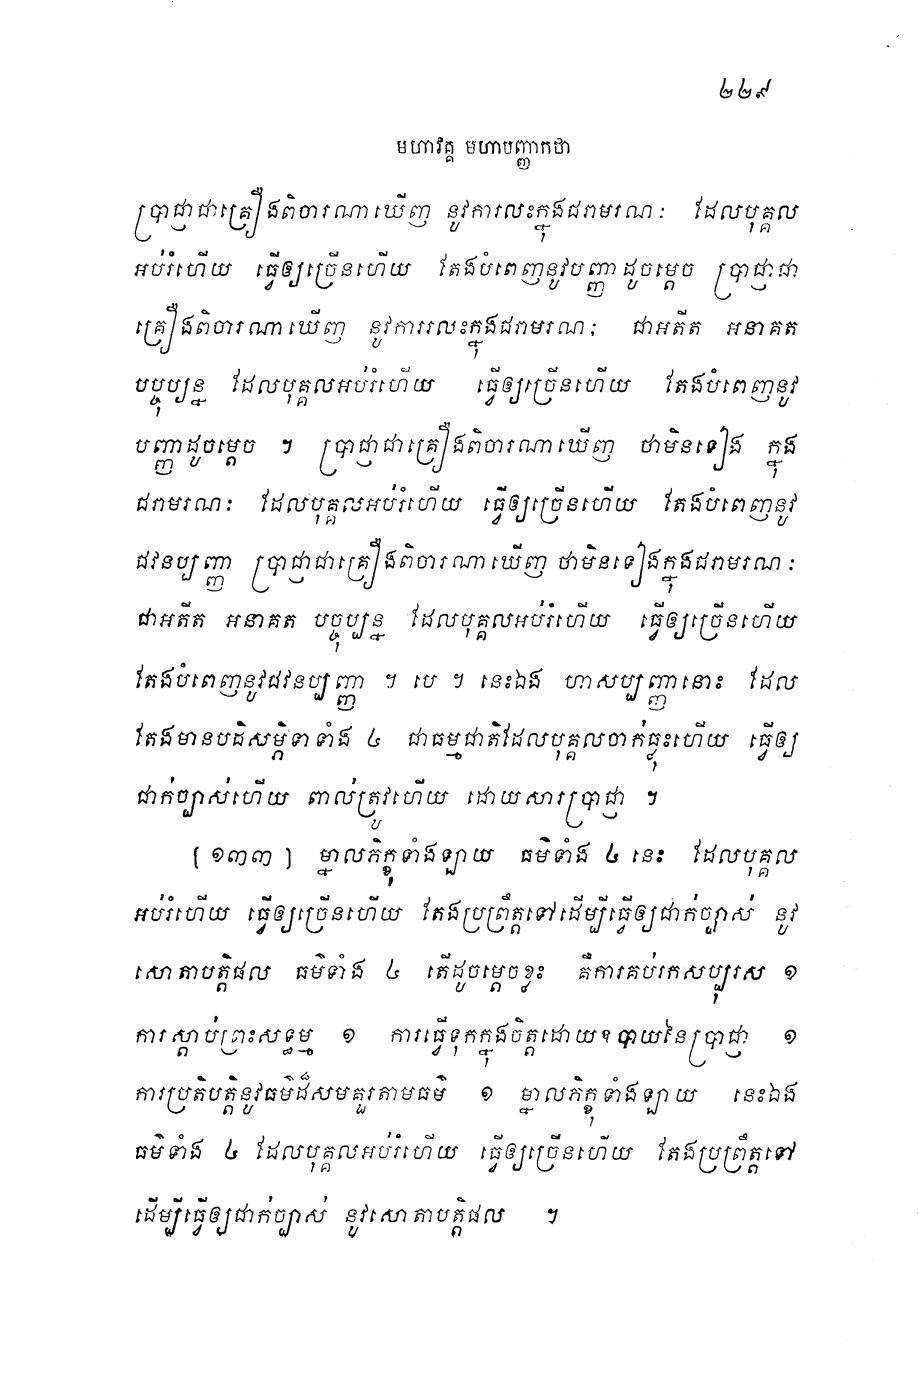 ២២៩
មហាវគ្គ មហាបញ្ញាកថា
ប្រាជ្ញាជាគ្រឿងពិចារណាឃើញ នូវការលះក្នុងជរាមរណៈ ដែលបុគ្គល
អប់រំហើយ ធ្វើឲ្យច្រើនហើយ តែងបំពេញនូវបញ្ញាដូចម្តេច ប្រាជ្ញាជា
គ្រឿងពិចារណាឃើញ នូវការរលះក្នុងជរាមរណៈ ជាអតីត អនាគត
បច្ចុប្បន្ន ដែលបុគ្គលអប់រំហើយ ធ្វើឲ្យច្រើនហើយ តែងបំពេញនូវ
បញ្ញាដូចម្តេច ។ ប្រាជ្ញាជាគ្រឿងពិចារណាឃើញ ថាមិនទៀង ក្នុង
ជរាមរណៈ ដែលបុគ្គលអប់រំហើយ ធ្វើឲ្យច្រើនហើយ តែងបំពេញនូវ
ជវនប្បញ្ញា ប្រាជ្ញាជាគ្រឿងពិចារណាឃើញ ថាមិនទៀងក្នុងជរាមរណៈ
ជាអតីត អនាគត បច្ចុប្បន្ន ដែលបុគ្គលអប់រំហើយ ធ្វើឲ្យច្រើនហើយ
តែងបំពេញនូវជវនប្បញ្ញា ។ បេ ។ នេះឯង ហាសប្បញ្ញានោះ ដែល
តែងមានបដិសម្ភិទាទាំង ៤ ជាធម្មជាតិដែលបុគ្គលចាក់ធ្លុះហើយ ធ្វើឲ្យ
ជាក់ច្បាស់ហើយ ពាល់ត្រូវហើយ ដោយសារប្រាជ្ញា ។
[ ១៣៣ ] ម្នាលភិក្ខុទាំងឡាយ ធម៌ទាំង ៤ នេះ ដែលបុគ្គល
អប់រំហើយ ធ្វើឲ្យច្រើនហើយ តែងប្រព្រឹត្តទៅដើម្បីធ្វើឲ្យជាក់ច្បាស់ នូវ
សោតាបត្តិផល ធម៌ទាំង ៤ តើដូចម្តេចខ្លះ គឺការគប់រកសប្បុរស ១
ការស្តាប់ព្រះសទ្ធម្ម ១ ការធ្វើទុកក្នុងចិត្តដោយឧបាយនៃប្រាជ្ញា ១
ការប្រតិបត្តិនូវធម៌ដ៏សមគួរតាមធម៌ ១ ម្នាលភិក្ខុទាំងឡាយ នេះឯង
ធម៌ទាំង ៤ ដែលបុគ្គលអប់រំហើយ ធ្វើឲ្យច្រើនហើយ តែងប្រព្រឹត្តទៅ
ដើម្បីធ្វើឲ្យជាក់ច្បាស់ នូវសោតាបត្តិផល ។